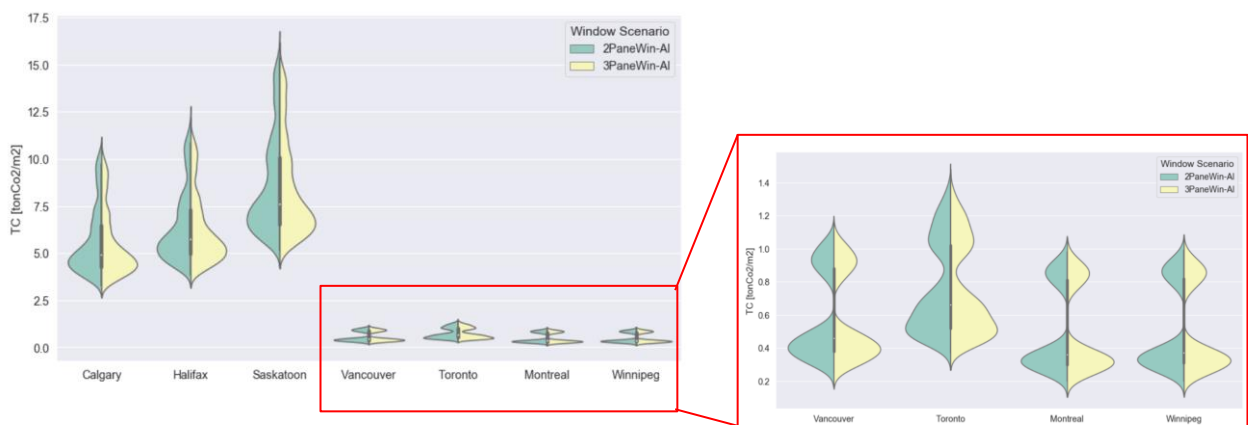 17.5
15.0
12.5
10.0
7.5
5.0
2.5
0.0
TC [tonCo2/m2]
Window Scenario
2PaneWin-Al
3PaneWin-Al
Calgary Halifax Saskatoon Vancouver Toronto Montreal Winnipeg
1.4
1.2
1.0
0.8
0.6
0.4
0.2
TC [tonCo2/m2]
Window Scenario
2PaneWin-Al
3PaneWin-Al
Vancouver Toronto Montreal Winnipeg